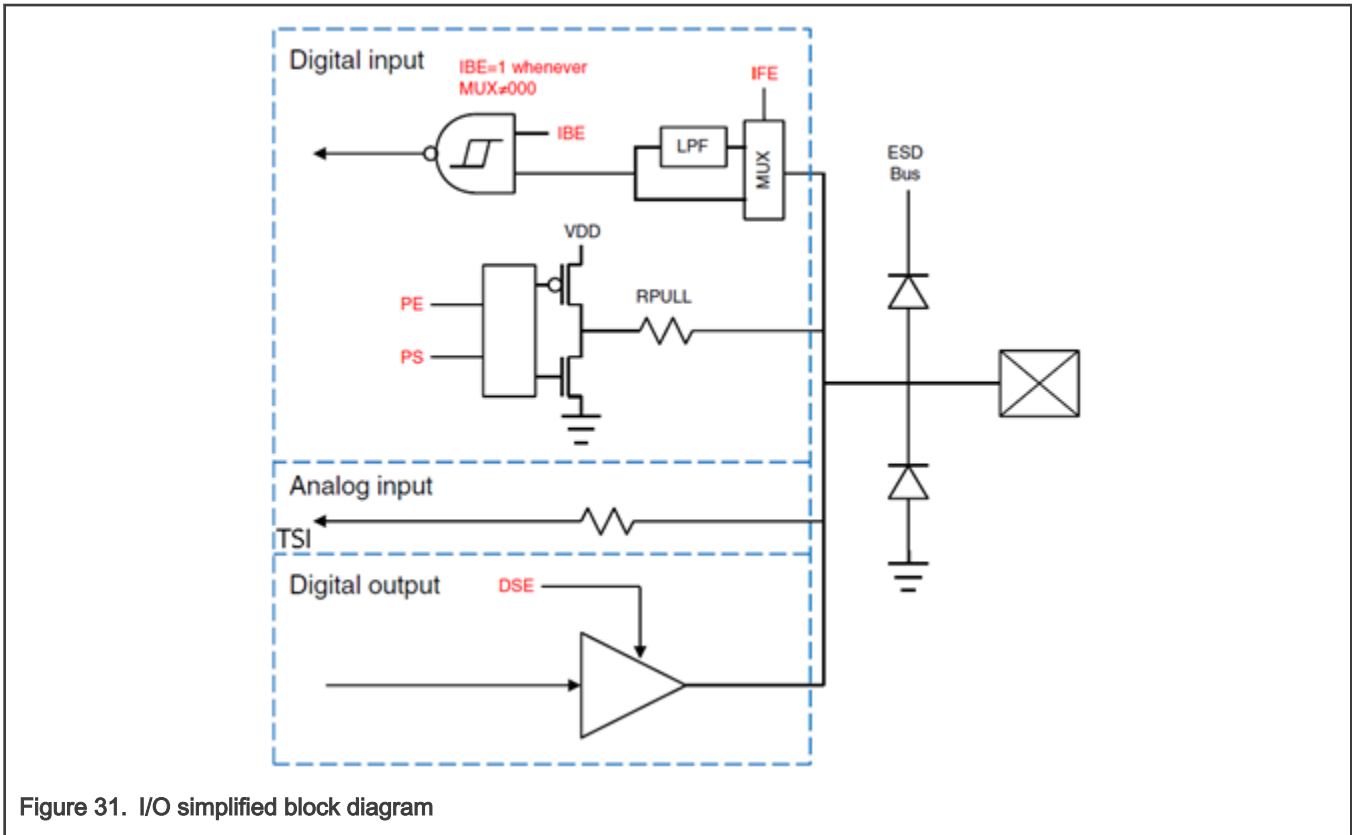 Digital input
IBE=1 whenever
MUX≠000
IFE
IBE
LPF
MUX
ESD
Bus
VDD
PE
RPULL
PS
Analog input
TSI
Digital output
DSE
Figure 31. I/O simplified block diagram